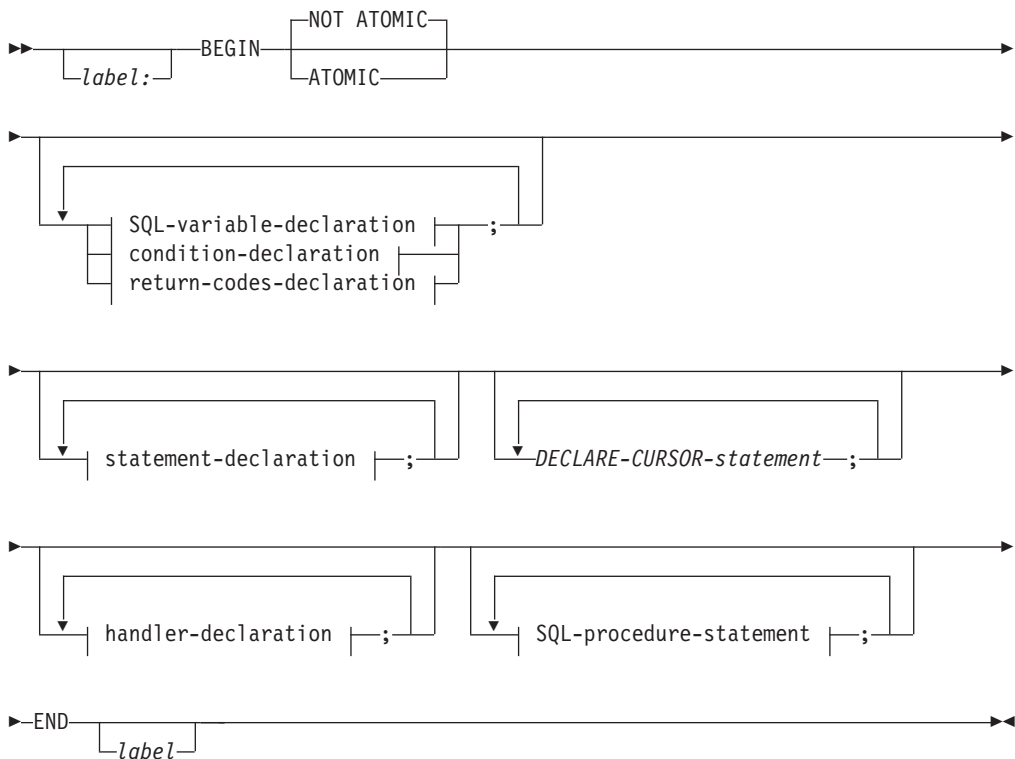 NOT ATOMIC
label: BEGIN
ATOMIC
SQL-variable-declaration ;
condition-declaration
return-codes-declaration
statement-declaration ; DECLARE-CURSOR-statement ;
handler-declaration ; SQL-procedure-statement ;
END
label